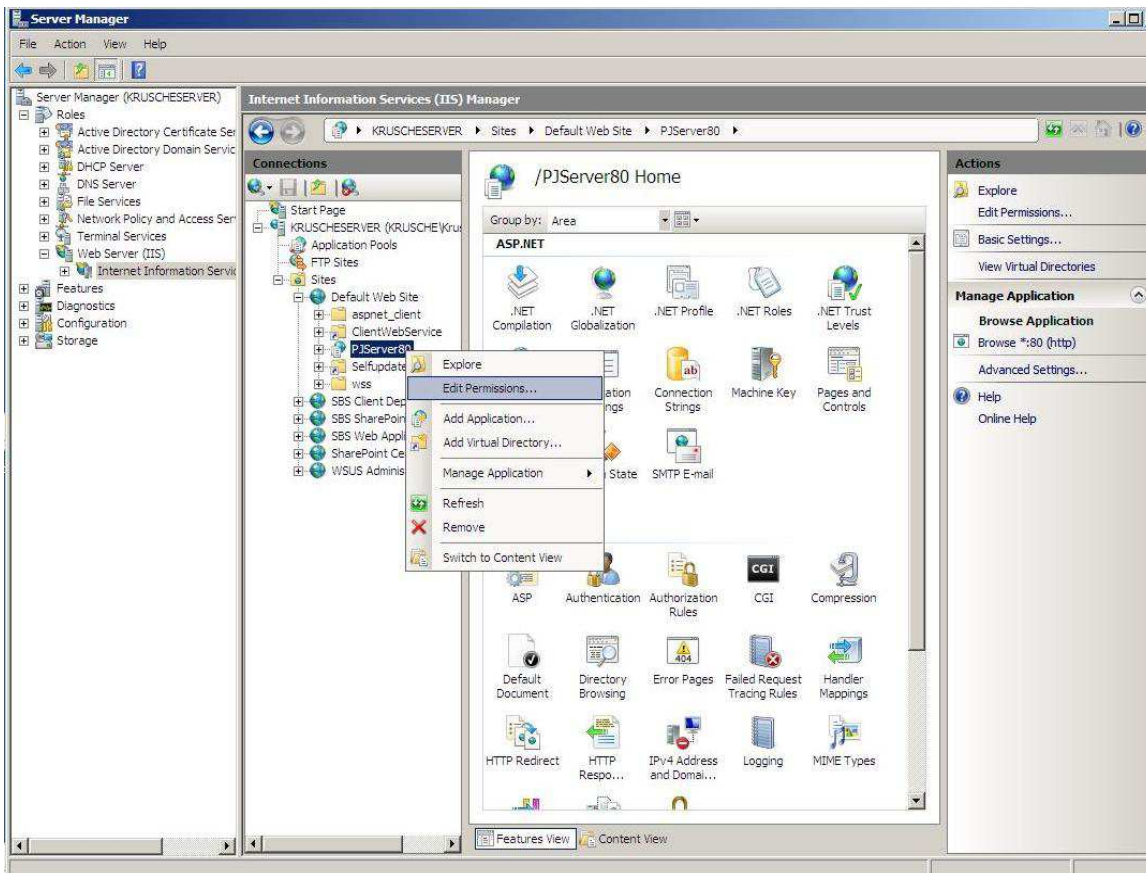 Server Manager
File Action View Help
Server Manager (KRUSCHESERVER)
Roles
Active Directory Certificate Ser
Active Directory Domain Servic
DHCP Server
DNS Server
File Services
Network Policy and Access Ser
Terminal Services
Web Server (IIS)
Internet Information Servic
Features
Diagnostics
Configuration
Storage
Internet Information Services (IIS) Manager
KRUSCHESERVER Sites Default Web Site PJServer80
Connections
Start Page
KRUSCHESERVER (KRUSCHE\Krus
Application Pools
FTP Sites
Sites
Default Web Site
aspnet_client
ClientWebService
PJServer80
Selfupdate
wss
SBS Client Dep
SBS SharePoin
SBS Web Appli
SharePoint Ce
WSUS Adminis
Explore
Edit Permissions...
Add Application...
Add Virtual Directory...
Manage Application
Refresh
Remove
Switch to Content View
/PJServer80 Home
Group by: Area
ASP.NET
.NET Compilation
.NET Globalization
.NET Profile
.NET Roles
.NET Trust Levels
ation
ngs
ab
Connection Strings
Machine Key
Pages and Controls
State
SMTP E-mail
ASP
Authentication
Authorization Rules
CGI
CGI
Compression
Default Document
Directory Browsing
404
Error Pages
Failed Request Tracing Rules
Handler Mappings
HTTP Redirect
HTTP Respo...
IPv4 Address and Domai...
Logging
MIME Types
Features View
Content View
Actions
Explore
Edit Permissions...
Basic Settings...
View Virtual Directories
Manage Application
Browse Application
Browse *:80 (http)
Advanced Settings...
Help
Online Help